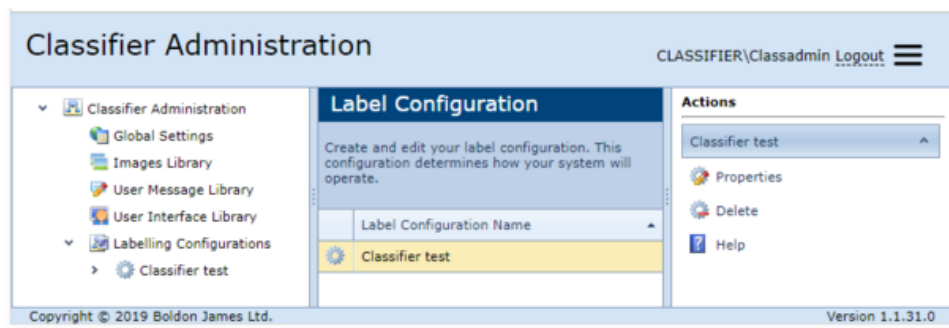 Classifier Administration
CLASSIFIER\Classadmin Logout
Classifier Administration
Global Settings
Images Library
User Message Library
User Interface Library
Labelling Configurations
Classifier test
Label Configuration
Create and edit your label configuration. This
configuration determines how your system will
operate.
Label Configuration Name
Classifier test
Actions
Classifier test
Properties
Delete
? Help
Copyright © 2019 Boldon James Ltd.
Version 1.1.31.0